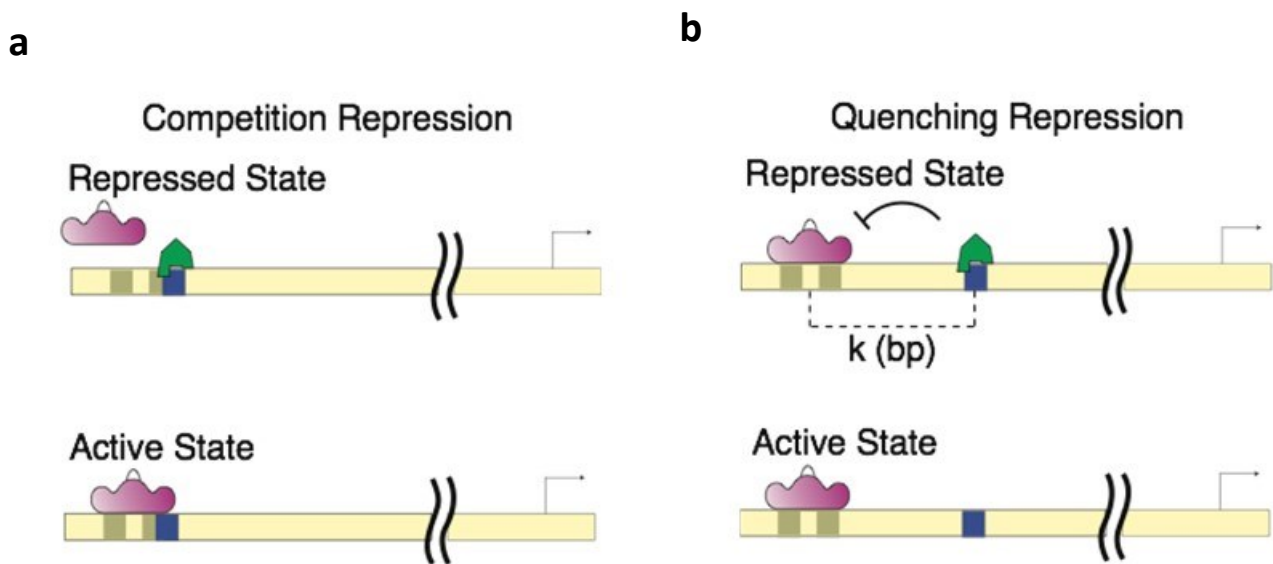 a
Competition Repression
Repressed State
Active State
b
Quenching Repression
Repressed State
k (bp)
Active State